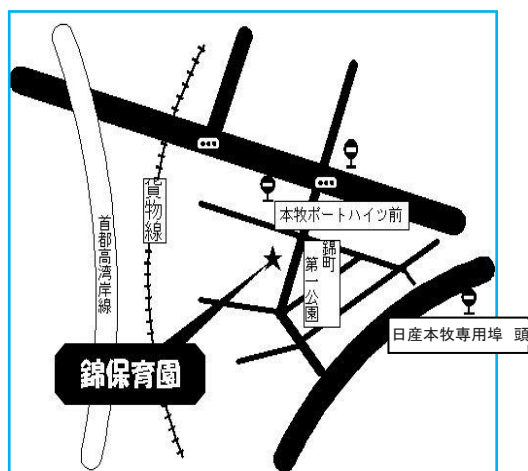 本牧ポートハイツ前
貨物線
首都高湾岸線
錦町
第一公園
日産本牧専用埠 頭
錦保育園